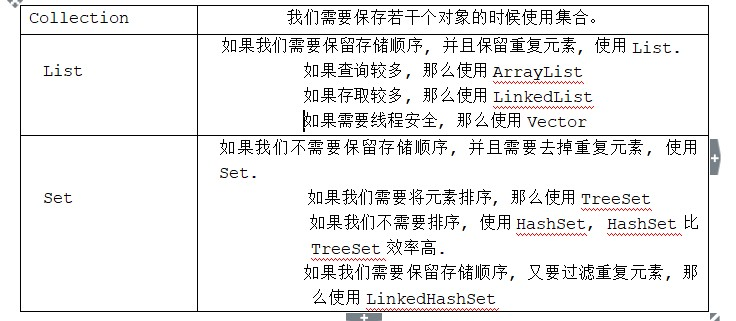 Collection 我们需要保存若干个对象的时候使用集合。
如果我们需要保留存储顺序, 并且保留重复元素, 使用 List.
List 如果查询较多, 那么使用 ArrayList
如果存取较多, 那么使用 LinkedList
如果需要线程安全, 那么使用 Vector
如果我们不需要保留存储顺序, 并且需要去掉重复元素, 使用
Set.
Set 如果我们需要将元素排序, 那么使用 TreeSet
如果我们不需要排序, 使用 HashSet, HashSet 比
TreeSet 效率高.
如果我们需要保留存储顺序, 又要过滤重复元素, 那
么使用 LinkedHashSet